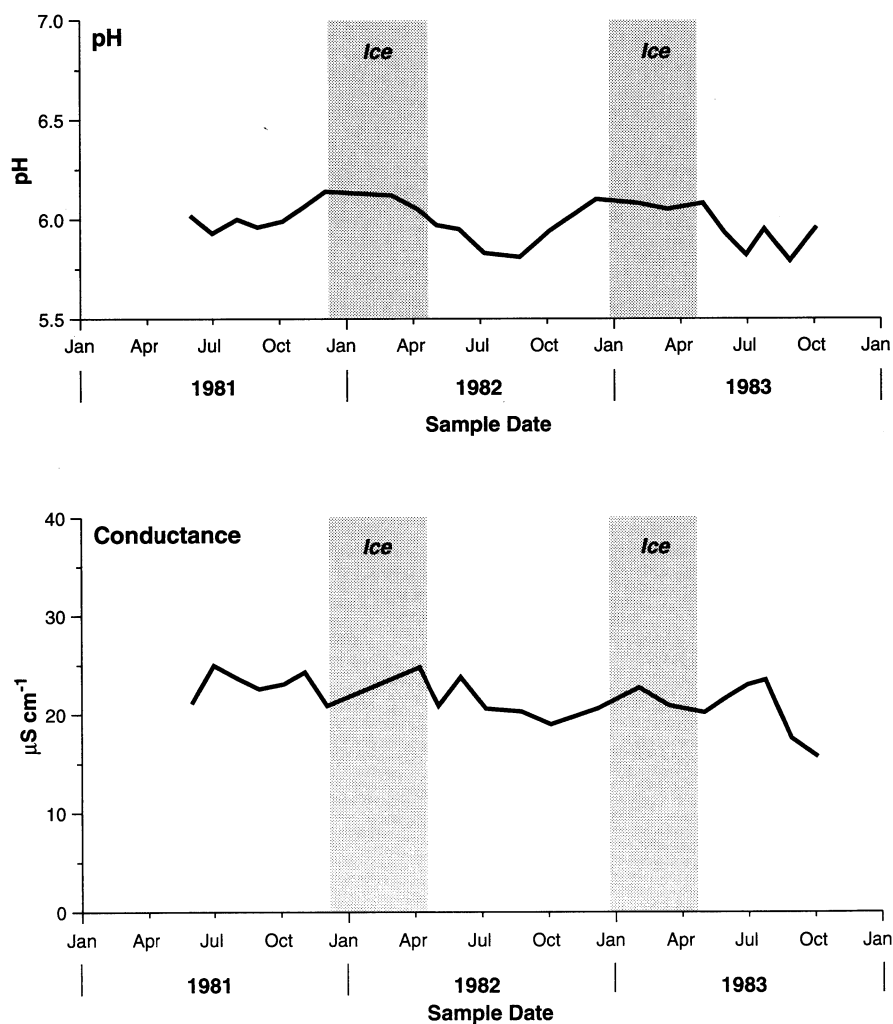 pH
7.0
6.5
6.0
5.5
pH
Ice Ice
Jan Apr Jul Oct Jan Apr Jul Oct Jan Apr Jul Oct Jan
1981 1982 1983
Sample Date
Conductance
40
30
20
10
0
µS cm⁻¹
Ice Ice
Jan Apr Jul Oct Jan Apr Jul Oct Jan Apr Jul Oct Jan
1981 1982 1983
Sample Date